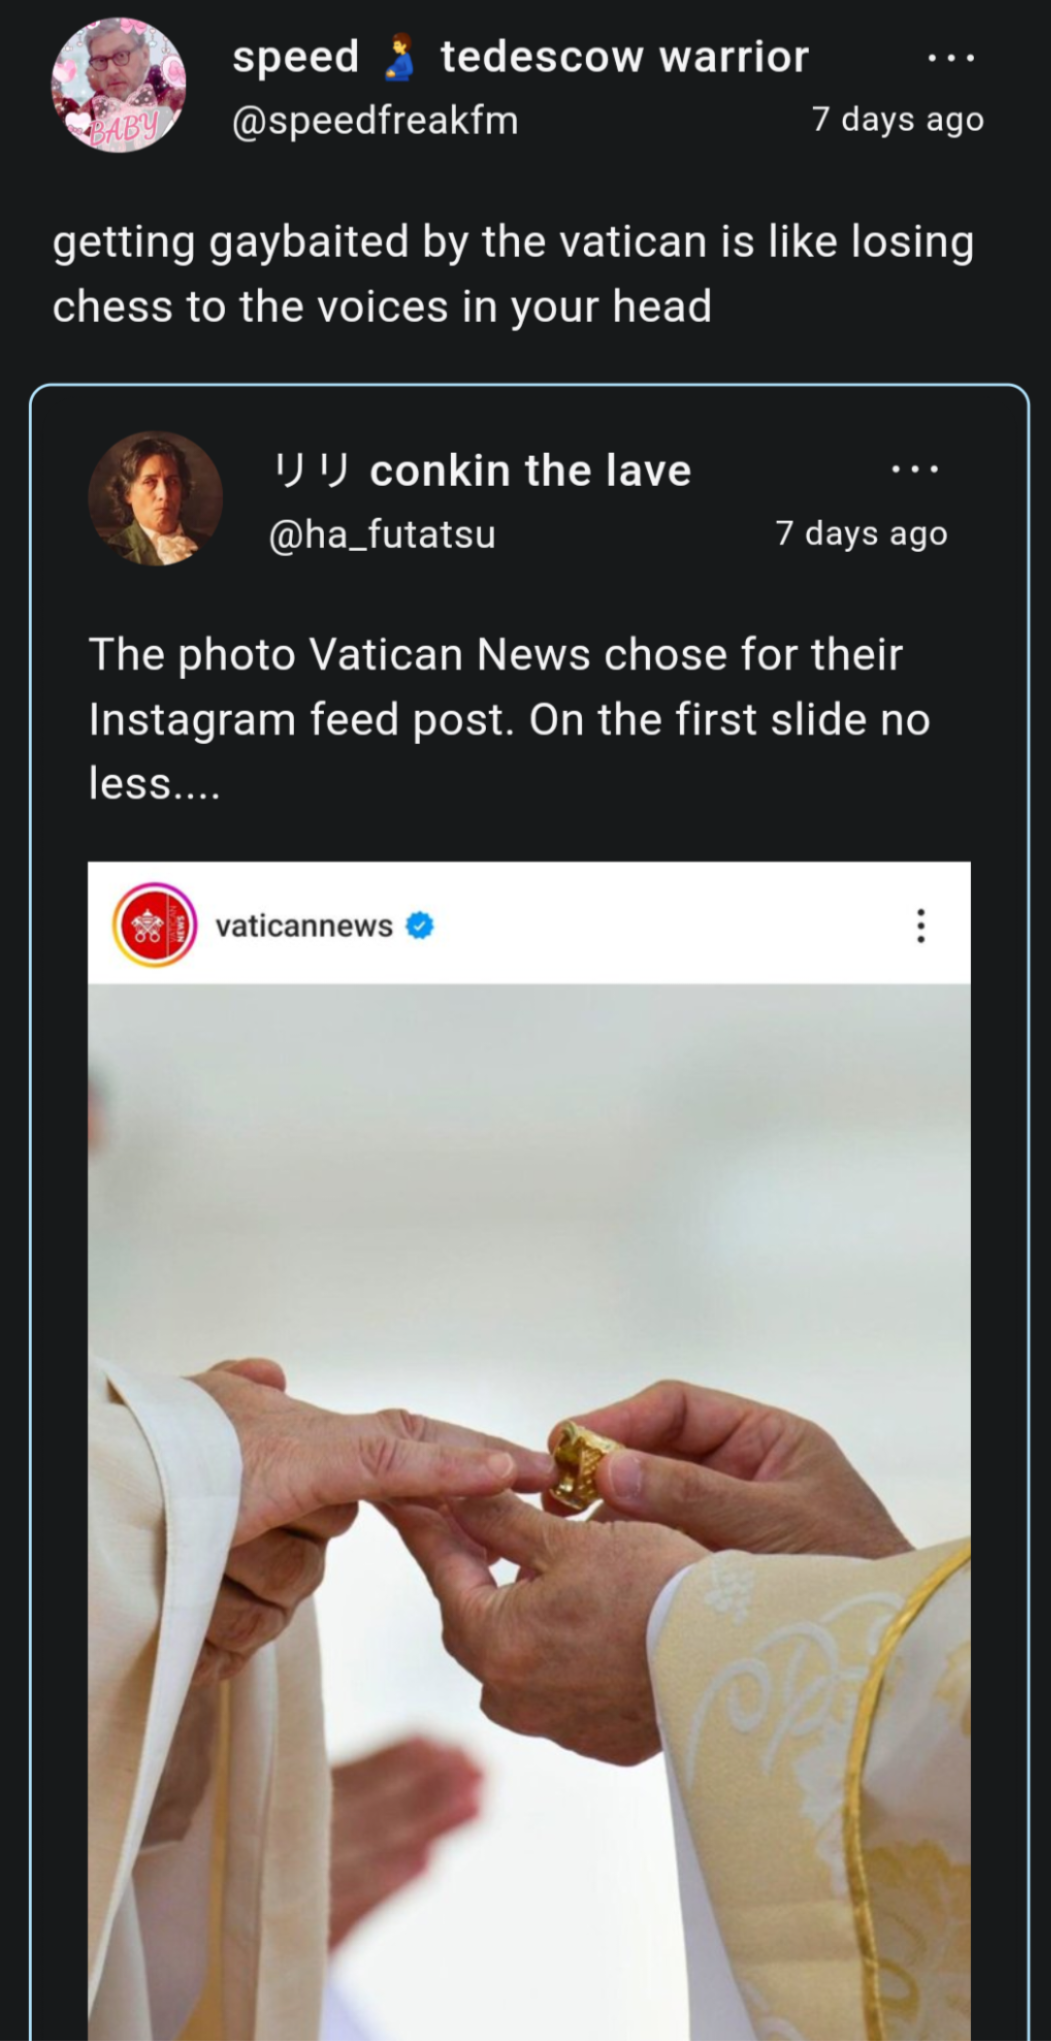 speed 🫃 tedescow warrior
@speedfreakfm
7 days ago
getting gaybaited by the vatican is like losing
chess to the voices in your head
BABY
リリ conkin the lave
@ha_futatsu
7 days ago
The photo Vatican News chose for their
Instagram feed post. On the first slide no
less....
VATICAN
NEWS
vaticannews